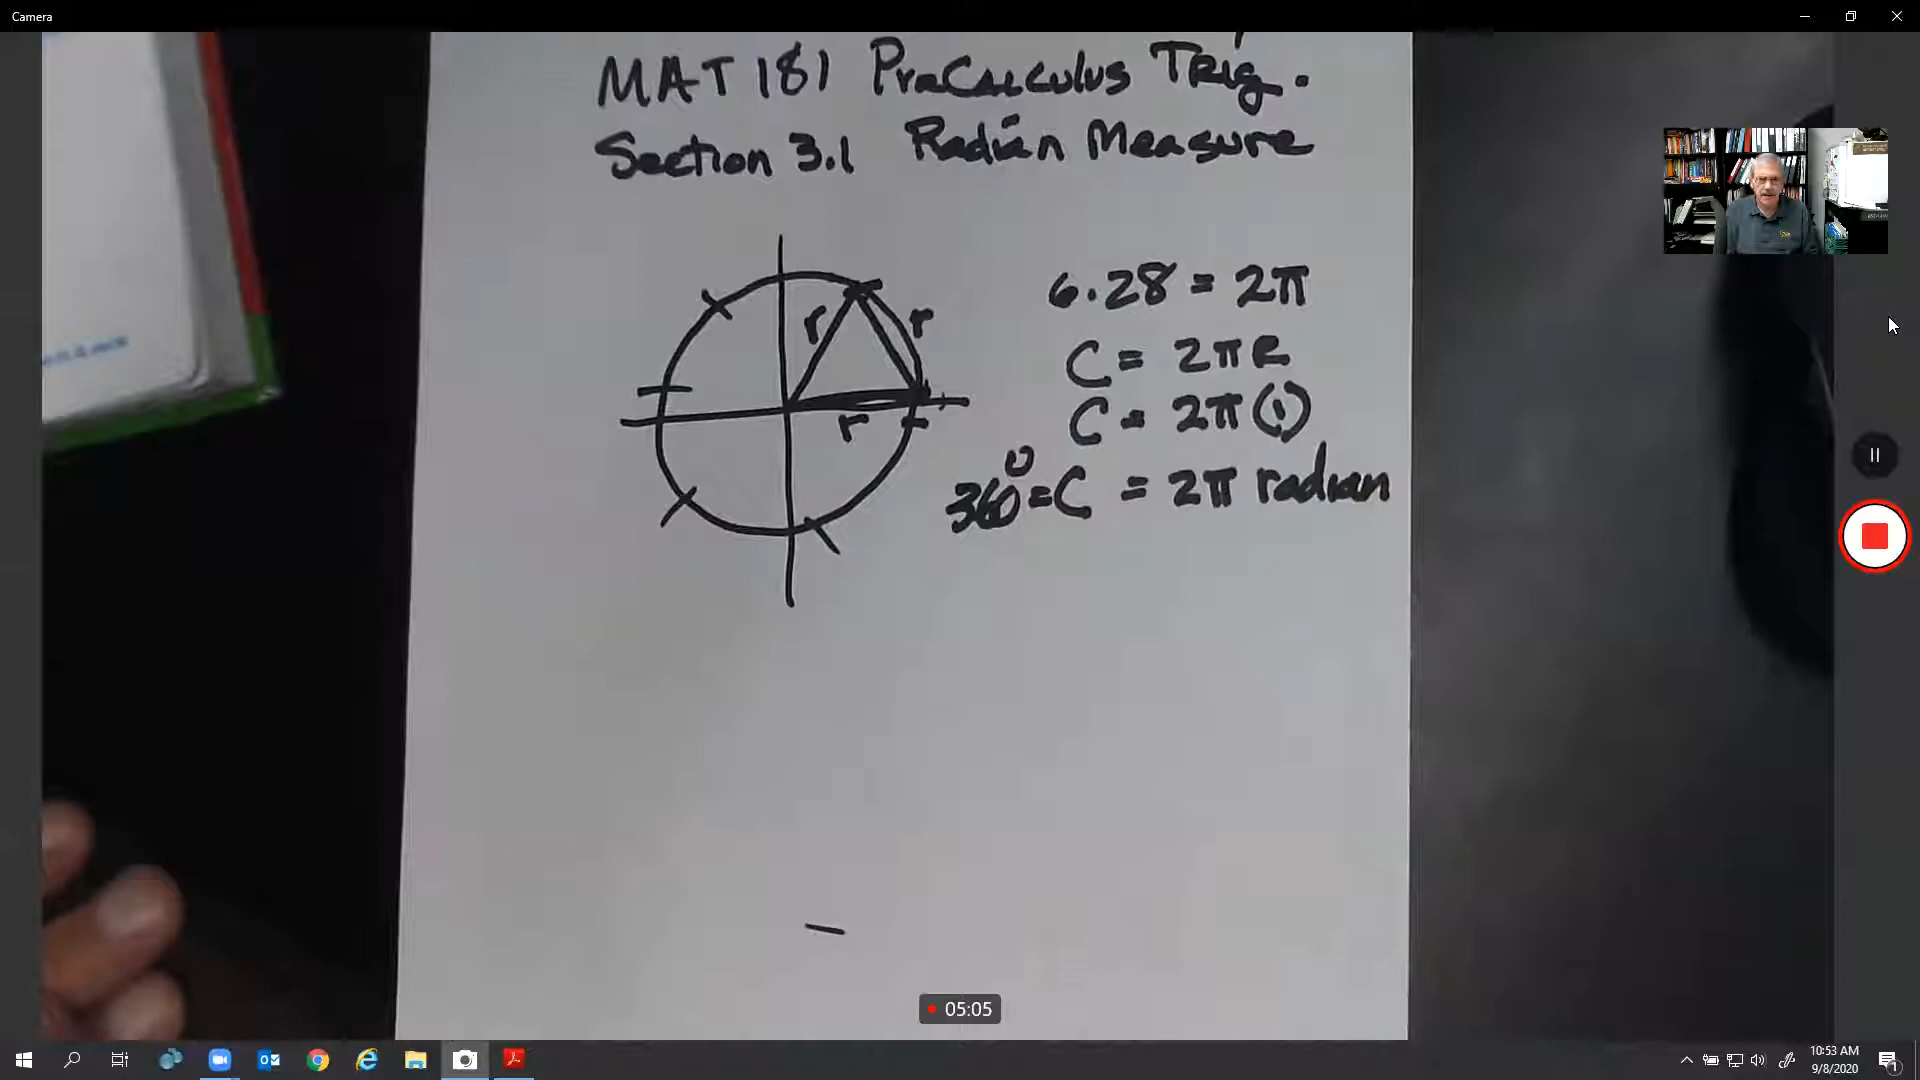 Camera
MAT 181 PreCalculus Trig.
Section 3.1 Radian Measure
6.28 = 2π
C = 2πR
C = 2π(1)
360° = C = 2π radian
r
r
r
05:05
10:53 AM
9/8/2020
1